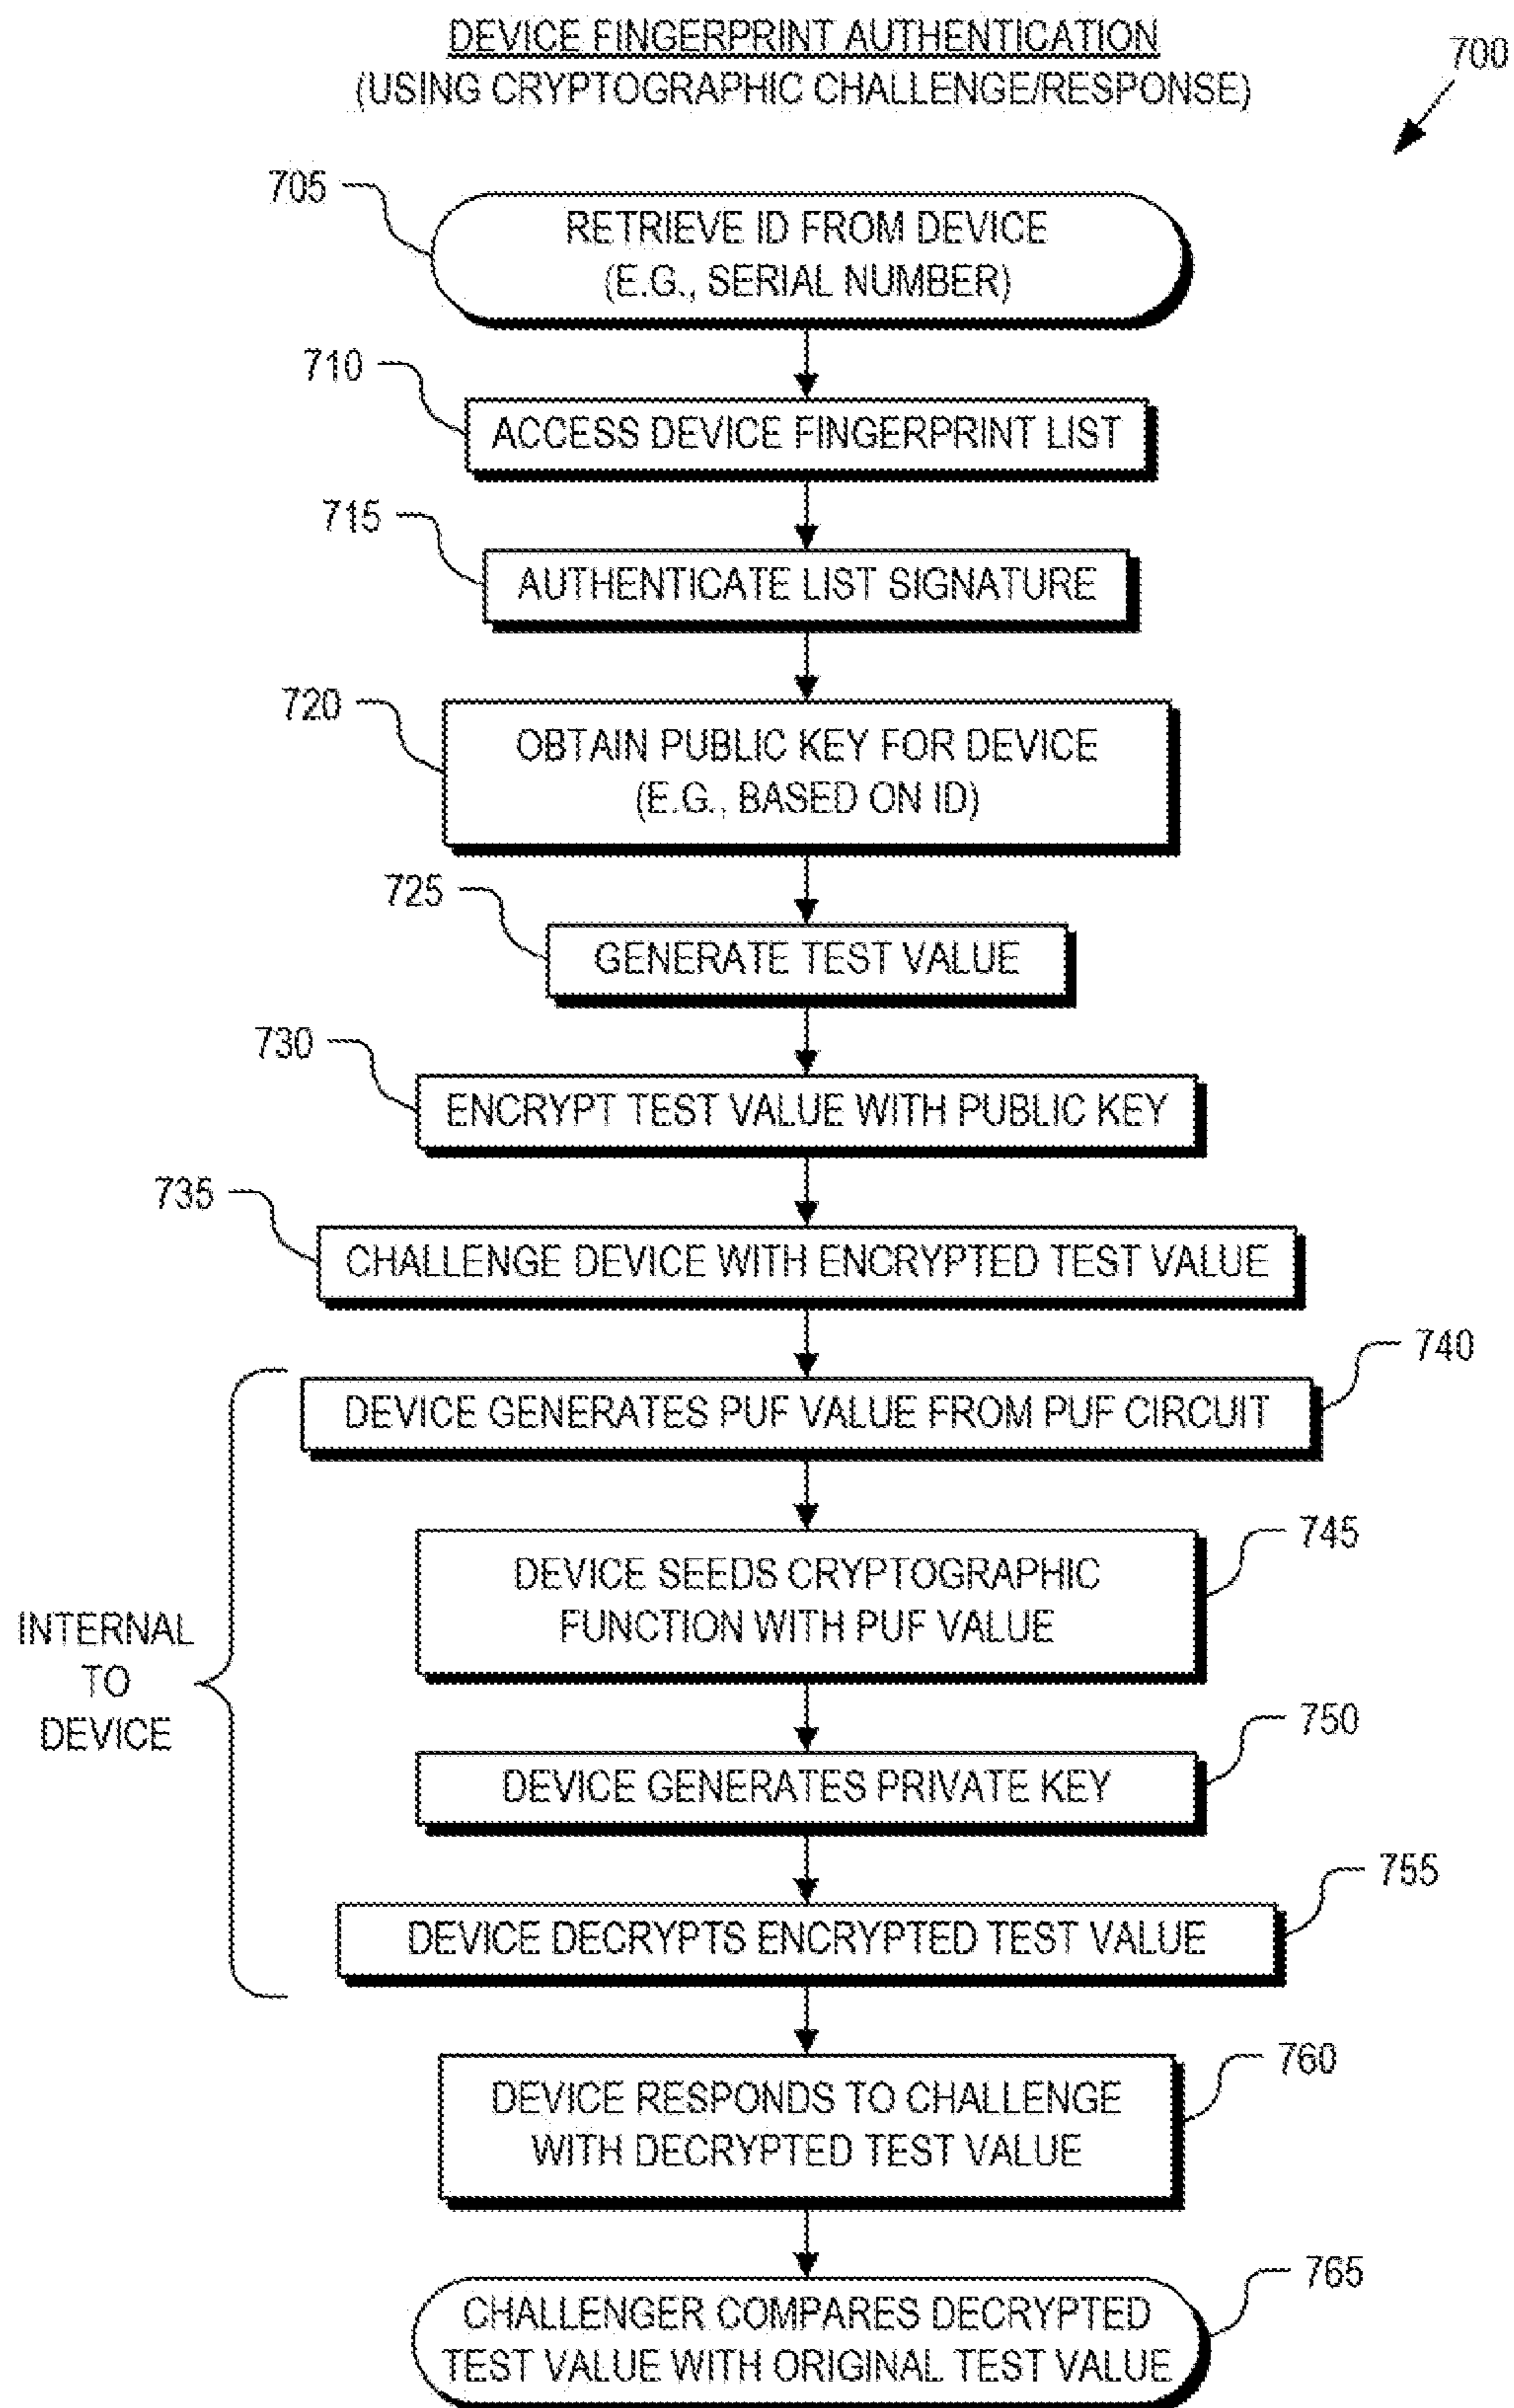 DEVICE FINGERPRINT AUTHENTICATION
(USING CRYPTOGRAPHIC CHALLENGE/RESPONSE)
700
705
RETRIEVE ID FROM DEVICE
(E.G., SERIAL NUMBER)
710
ACCESS DEVICE FINGERPRINT LIST
715
AUTHENTICATE LIST SIGNATURE
720
OBTAIN PUBLIC KEY FOR DEVICE
(E.G., BASED ON ID)
725
GENERATE TEST VALUE
730
ENCRYPT TEST VALUE WITH PUBLIC KEY
735
CHALLENGE DEVICE WITH ENCRYPTED TEST VALUE
740
DEVICE GENERATES PUF VALUE FROM PUF CIRCUIT
745
DEVICE SEEDS CRYPTOGRAPHIC
FUNCTION WITH PUF VALUE
INTERNAL
TO
DEVICE
750
DEVICE GENERATES PRIVATE KEY
755
DEVICE DECRYPTS ENCRYPTED TEST VALUE
760
DEVICE RESPONDS TO CHALLENGE
WITH DECRYPTED TEST VALUE
765
CHALLENGER COMPARES DECRYPTED
TEST VALUE WITH ORIGINAL TEST VALUE